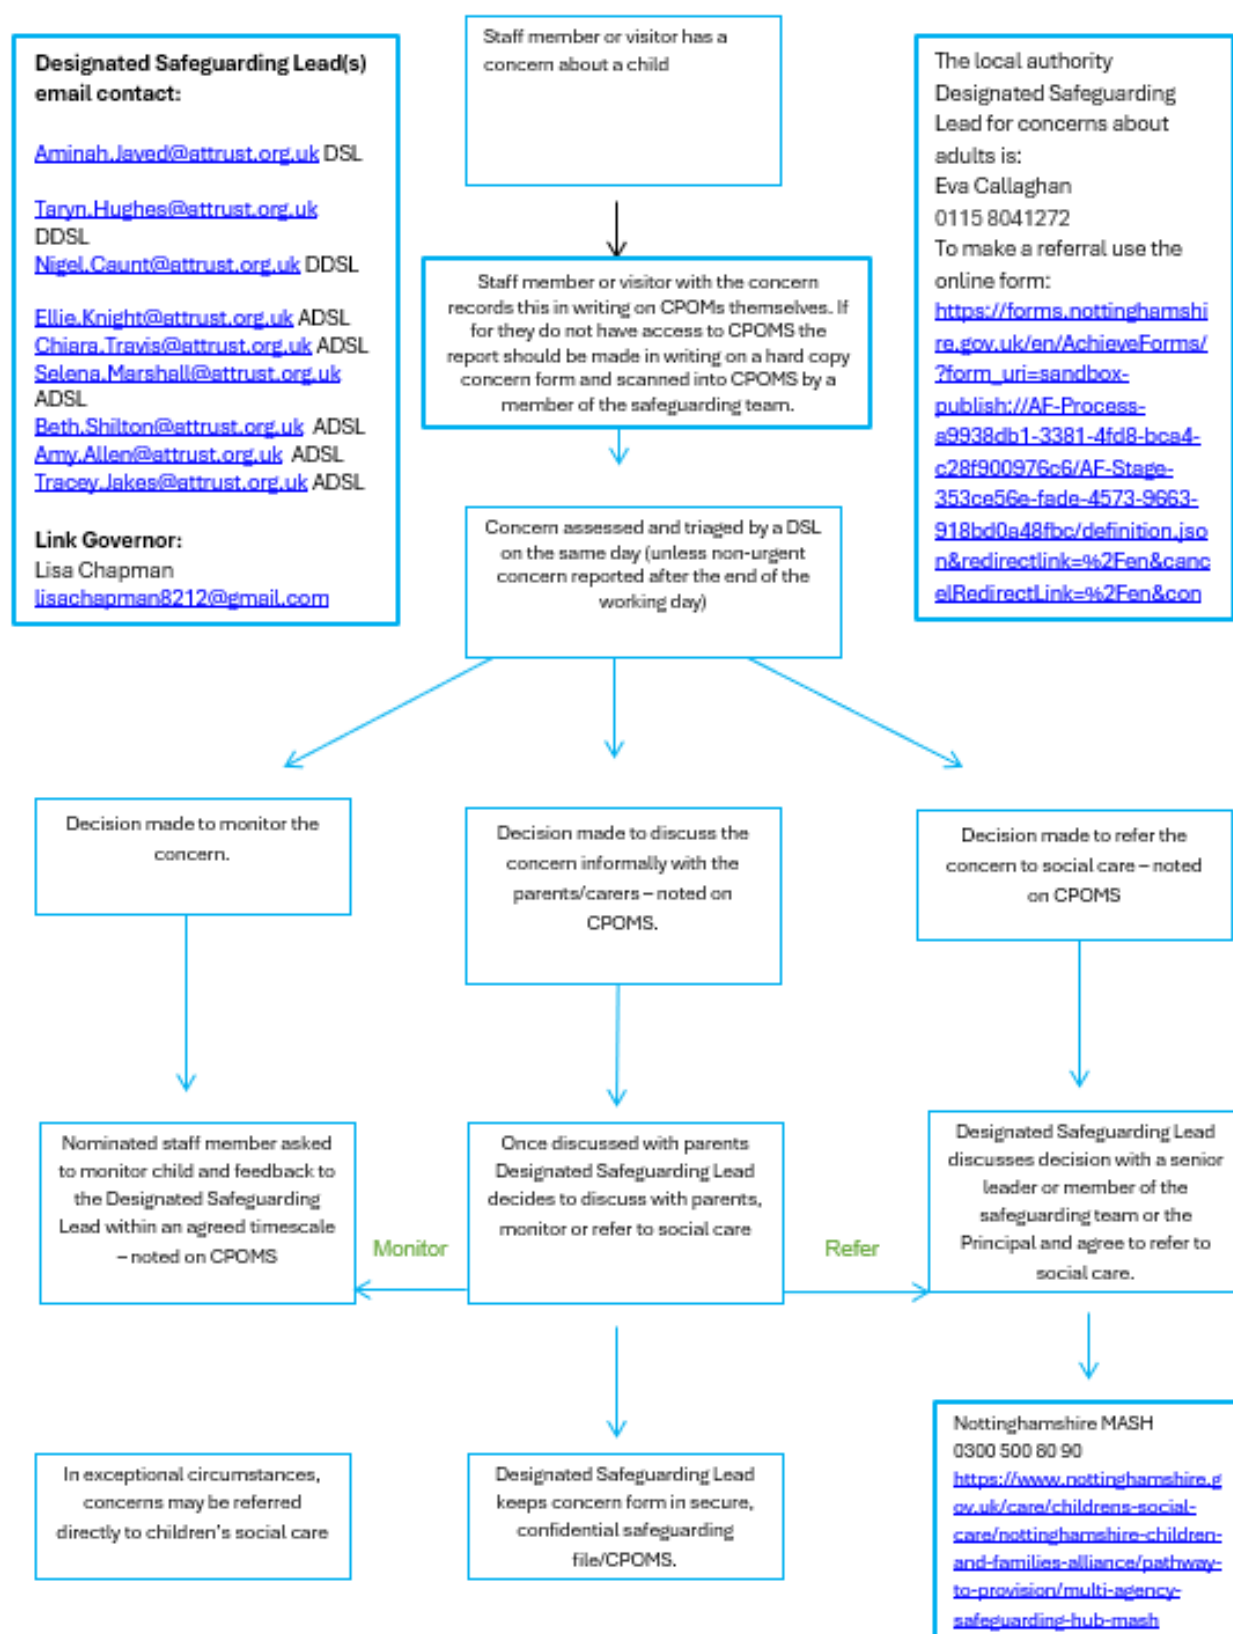 Designated Safeguarding Lead(s)
email contact:
Aminah.Javed@attrust.org.uk DSL
Taryn.Hughes@attrust.org.uk
DDSL
Nigel.Caunt@attrust.org.uk DDSL
Ellie.Knight@attrust.org.uk ADSL
Chiara.Travis@attrust.org.uk ADSL
Selena.Marshall@attrust.org.uk
ADSL
Beth.Shilton@attrust.org.uk ADSL
Amy.Allen@attrust.org.uk ADSL
Tracey.Jakes@attrust.org.uk ADSL
Link Governor:
Lisa Chapman
lisachapman8212@gmail.com
Staff member or visitor has a
concern about a child
The local authority
Designated Safeguarding
Lead for concerns about
adults is:
Eva Callaghan
0115 8041272
To make a referral use the
online form:
https://forms.nottinghamshi
re.gov.uk/en/AchieveForms/
?form_uri=sandbox-
publish://AF-Process-
a9938db1-3381-4fd8-bca4-
c28f900976c6/AF-Stage-
353ce56e-fade-4573-9663-
918bd0a48fbc/definition.jso
n&redirectlink=%2Fen&canc
elRedirectLink=%2Fen&con
Staff member or visitor with the concern
records this in writing on CPOMs themselves. If
for they do not have access to CPOMS the
report should be made in writing on a hard copy
concern form and scanned into CPOMS by a
member of the safeguarding team.
Concern assessed and triaged by a DSL
on the same day (unless non-urgent
concern reported after the end of the
working day)
Decision made to monitor the
concern.
Decision made to discuss the
concern informally with the
parents/carers – noted on
CPOMS.
Decision made to refer the
concern to social care – noted
on CPOMS
Nominated staff member asked
to monitor child and feedback to
the Designated Safeguarding
Lead within an agreed timescale
– noted on CPOMS
Monitor
Once discussed with parents
Designated Safeguarding Lead
decides to discuss with parents,
monitor or refer to social care
Refer
Designated Safeguarding Lead
discusses decision with a senior
leader or member of the
safeguarding team or the
Principal and agree to refer to
social care.
In exceptional circumstances,
concerns may be referred
directly to children's social care
Designated Safeguarding Lead
keeps concern form in secure,
confidential safeguarding
file/CPOMS.
Nottinghamshire MASH
0300 500 80 90
https://www.nottinghamshire.g
ov.uk/care/childrens-social-
care/nottinghamshire-children-
and-families-alliance/pathway-
to-provision/multi-agency-
safeguarding-hub-mash